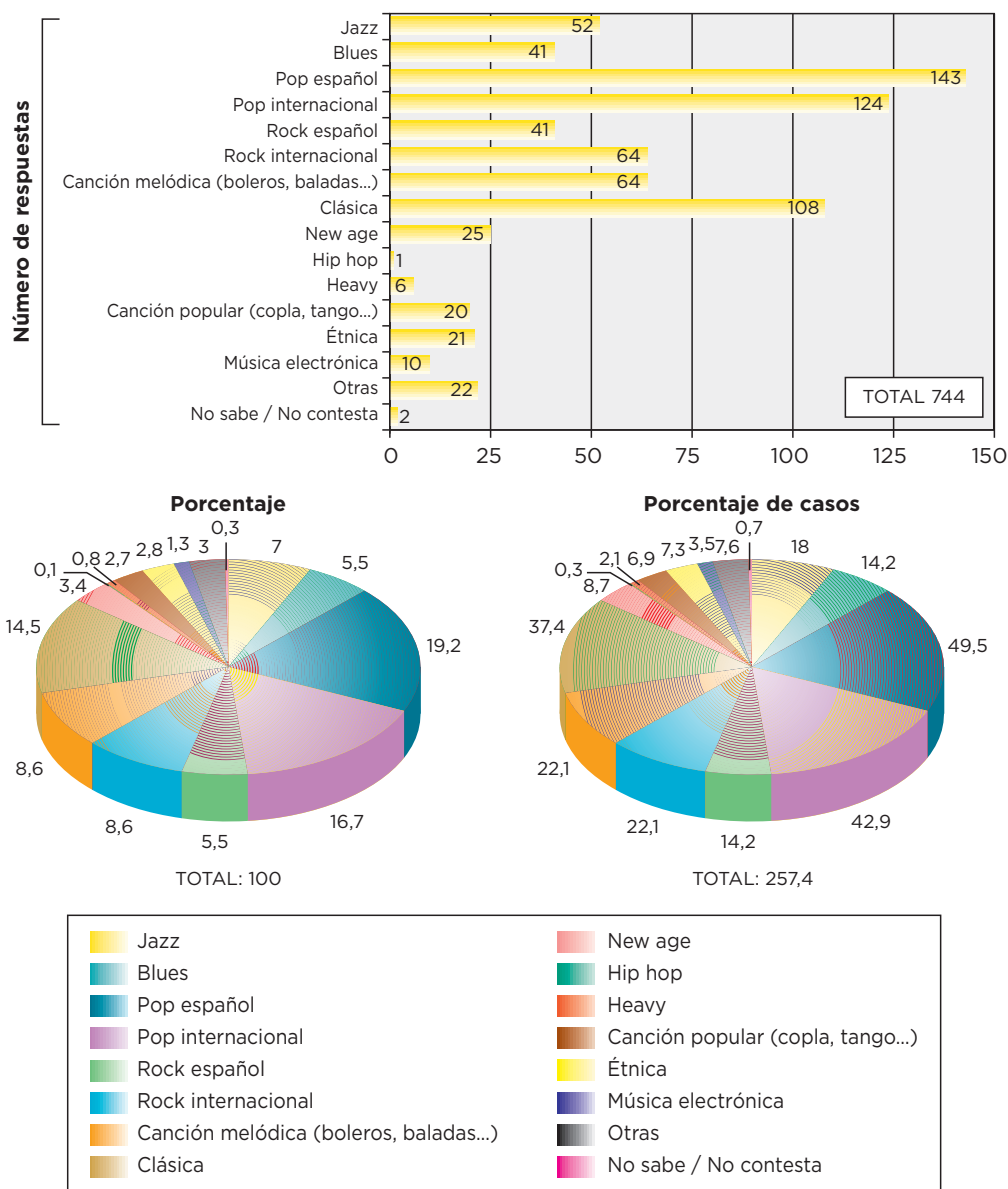 Número de respuestas
Jazz 52
Blues 41
Pop español 143
Pop internacional 124
Rock español 41
Rock internacional 64
Canción melódica (boleros, baladas...) 64
Clásica 108
New age 25
Hip hop 1
Heavy 6
Canción popular (copla, tango...) 20
Étnica 21
Música electrónica 10
Otras 22
No sabe / No contesta 2
TOTAL 744
0 25 50 75 100 125 150
Porcentaje
0,3
7
5,5
19,2
16,7
5,5
8,6
8,6
14,5
3,4
0,1
0,8
2,7
2,8
1,3
3
TOTAL: 100
Porcentaje de casos
0,7
18
14,2
49,5
42,9
14,2
22,1
22,1
37,4
8,7
0,3
2,1
6,9
7,3
3,5
7,6
TOTAL: 257,4
Jazz
Blues
Pop español
Pop internacional
Rock español
Rock internacional
Canción melódica (boleros, baladas...)
Clásica
New age
Hip hop
Heavy
Canción popular (copla, tango...)
Étnica
Música electrónica
Otras
No sabe / No contesta